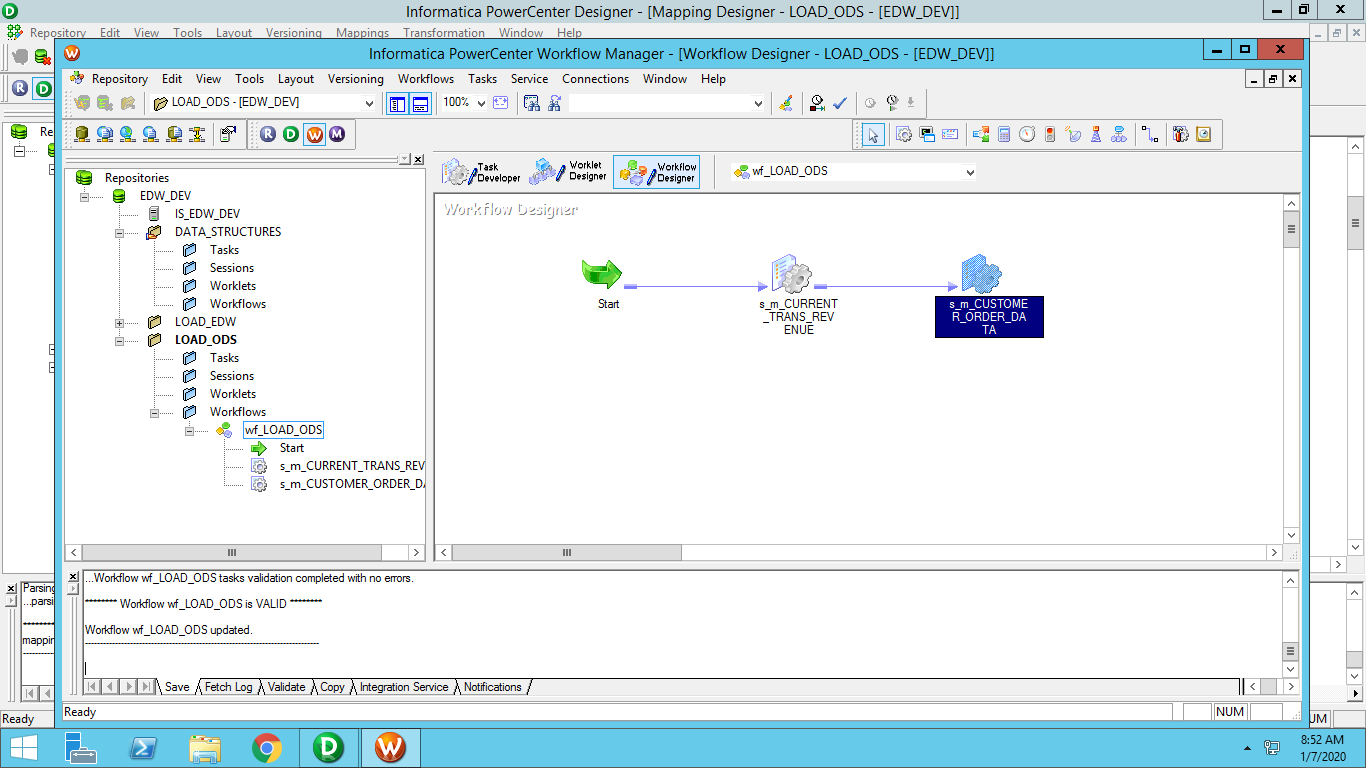 Informatica PowerCenter Designer - [Mapping Designer - LOAD_ODS - [EDW_DEV]]
Repository Edit View Tools Layout Versioning Mappings Transformation Window Help
Informatica PowerCenter Workflow Manager - [Workflow Designer - LOAD_ODS - [EDW_DEV]]
Repository Edit View Tools Layout Versioning Workflows Tasks Service Connections Window Help
LOAD_ODS - [EDW_DEV]
100%
R D
R D W M
Re
Task
Developer
Worklet
Designer
Workflow
Designer
wf_LOAD_ODS
Repositories
EDW_DEV
IS_EDW_DEV
DATA_STRUCTURES
Tasks
Sessions
Worklets
Workflows
LOAD_EDW
LOAD_ODS
Tasks
Sessions
Worklets
Workflows
wf_LOAD_ODS
Start
s_m_CURRENT_TRANS_REV
s_m_CUSTOMER_ORDER_DA
Workflow Designer
Start
s_m_CURRENT
_TRANS_REV
ENUE
s_m_CUSTOME
R_ORDER_DA
TA
Parsing
...parsi
********
mappin
...Workflow wf_LOAD_ODS tasks validation completed with no errors.
******** Workflow wf_LOAD_ODS is VALID ********
Workflow wf_LOAD_ODS updated.
Save Fetch Log Validate Copy Integration Service Notifications
Ready
NUM
Ready
UM
8:52 AM
1/7/2020